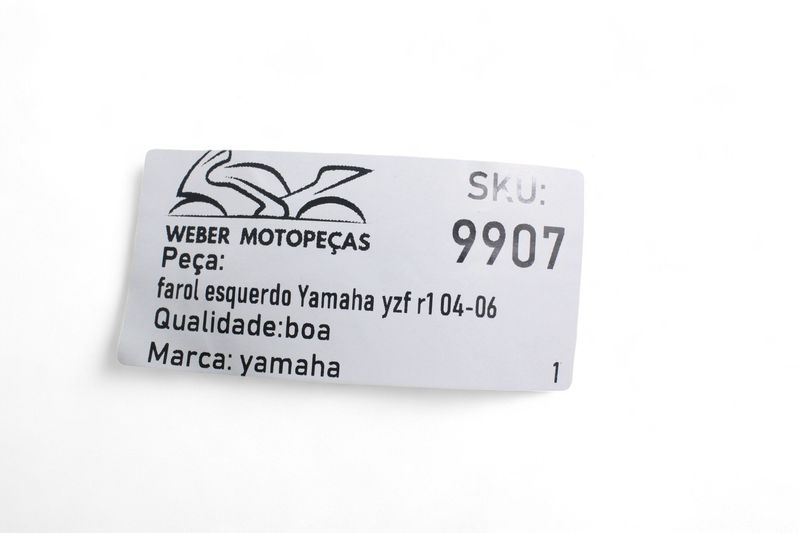 WEBER MOTOPEÇAS
SKU:
9907
Peça:
farol esquerdo Yamaha yzf r1 04-06
Qualidade:boa
Marca: yamaha
1